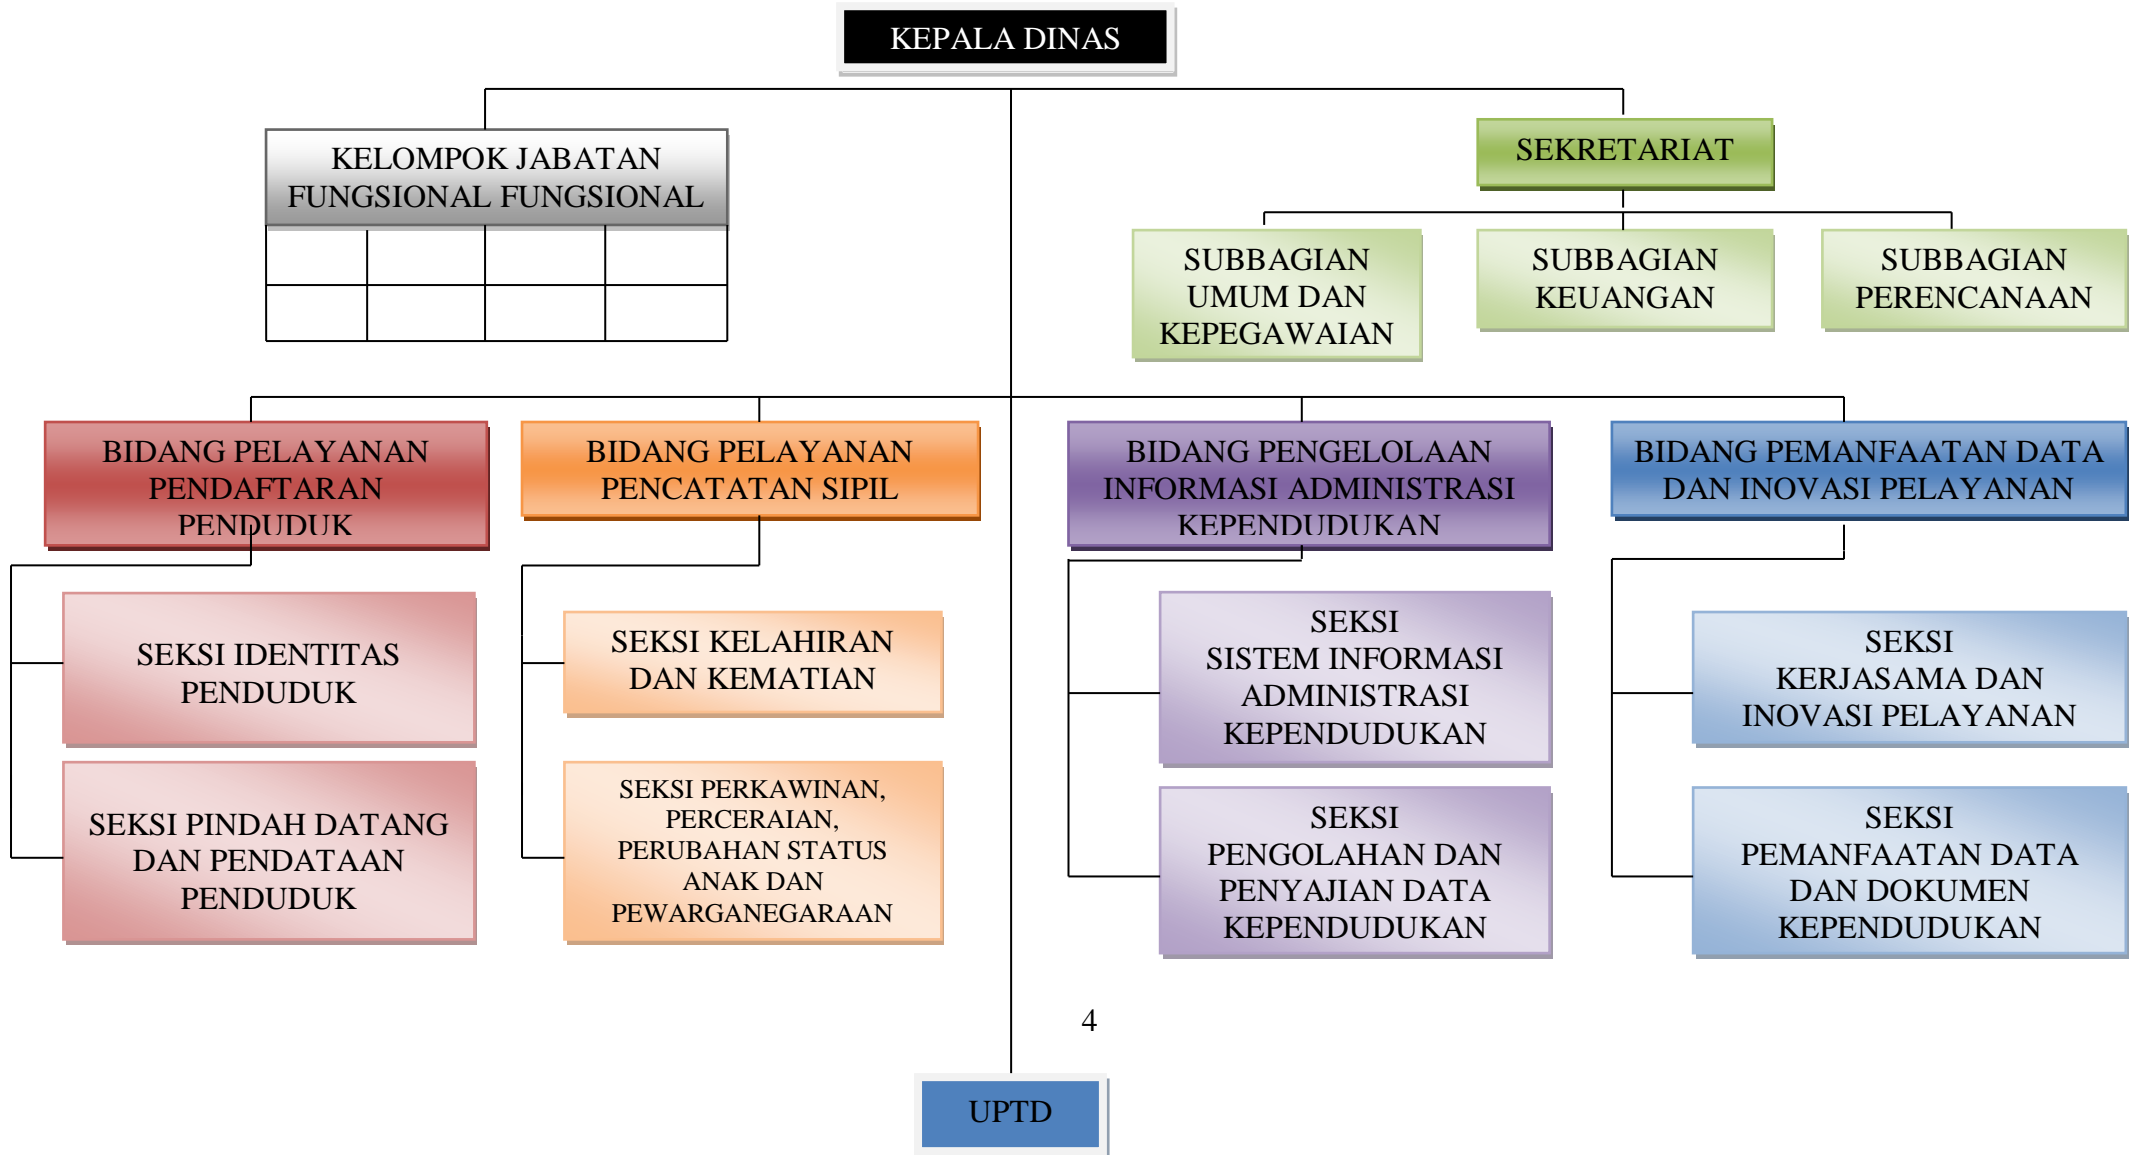 KEPALA DINAS
KELOMPOK JABATAN
FUNGSIONAL FUNGSIONAL
SEKRETARIAT
SUBBAGIAN
UMUM DAN
KEPEGAWAIAN
SUBBAGIAN
KEUANGAN
SUBBAGIAN
PERENCANAAN
BIDANG PELAYANAN
PENDAFTARAN
PENDUDUK
BIDANG PELAYANAN
PENCATATAN SIPIL
BIDANG PENGELOLAAN
INFORMASI ADMINISTRASI
KEPENDUDUKAN
BIDANG PEMANFAATAN DATA
DAN INOVASI PELAYANAN
SEKSI IDENTITAS
PENDUDUK
SEKSI PINDAH DATANG
DAN PENDATAAN
PENDUDUK
SEKSI KELAHIRAN
DAN KEMATIAN
SEKSI PERKAWINAN,
PERCERAIAN,
PERUBAHAN STATUS
ANAK DAN
PEWARGANEGARAAN
SEKSI
SISTEM INFORMASI
ADMINISTRASI
KEPENDUDUKAN
SEKSI
PENGOLAHAN DAN
PENYAJIAN DATA
KEPENDUDUKAN
SEKSI
KERJASAMA DAN
INOVASI PELAYANAN
SEKSI
PEMANFAATAN DATA
DAN DOKUMEN
KEPENDUDUKAN
4
UPTD